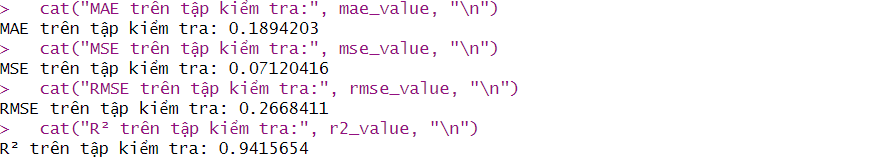 >   cat("MAE trên tập kiểm tra:", mae_value, "\n")
MAE trên tập kiểm tra: 0.1894203
>   cat("MSE trên tập kiểm tra:", mse_value, "\n")
MSE trên tập kiểm tra: 0.07120416
>   cat("RMSE trên tập kiểm tra:", rmse_value, "\n")
RMSE trên tập kiểm tra: 0.2668411
>   cat("R² trên tập kiểm tra:", r2_value, "\n")
R² trên tập kiểm tra: 0.9415654